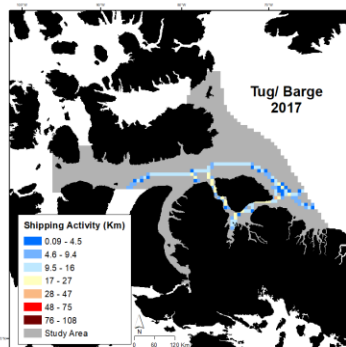 Tug/ Barge
2017
Shipping Activity (Km)
0.09 - 4.5
4.6 - 9.4
9.5 - 16
17 - 27
28 - 47
48 - 75
76 - 108
Study Area
N
0 60 120 Km